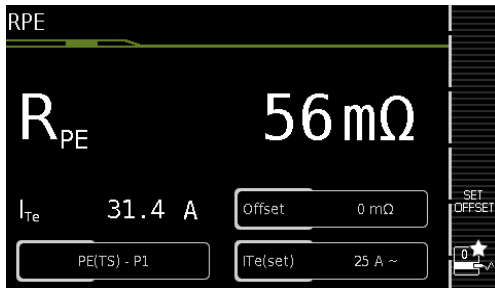 RPE
RPE 56 mΩ
ITe 31.4 A
Offset 0 mΩ
SET
OFFSET
PE(TS) - P1
ITe(set) 25 A ~
0